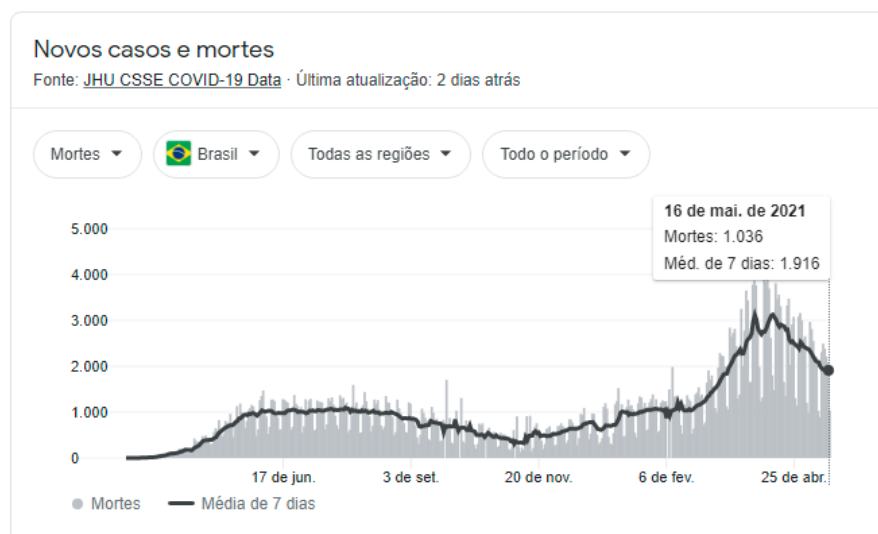 Novos casos e mortes
Fonte: JHU CSSE COVID-19 Data · Última atualização: 2 dias atrás
Mortes Brasil Todas as regiões Todo o período
16 de mai. de 2021
Mortes: 1.036
Méd. de 7 dias: 1.916
5.000
4.000
3.000
2.000
1.000
0
17 de jun. 3 de set. 20 de nov. 6 de fev. 25 de abr.
Mortes Média de 7 dias